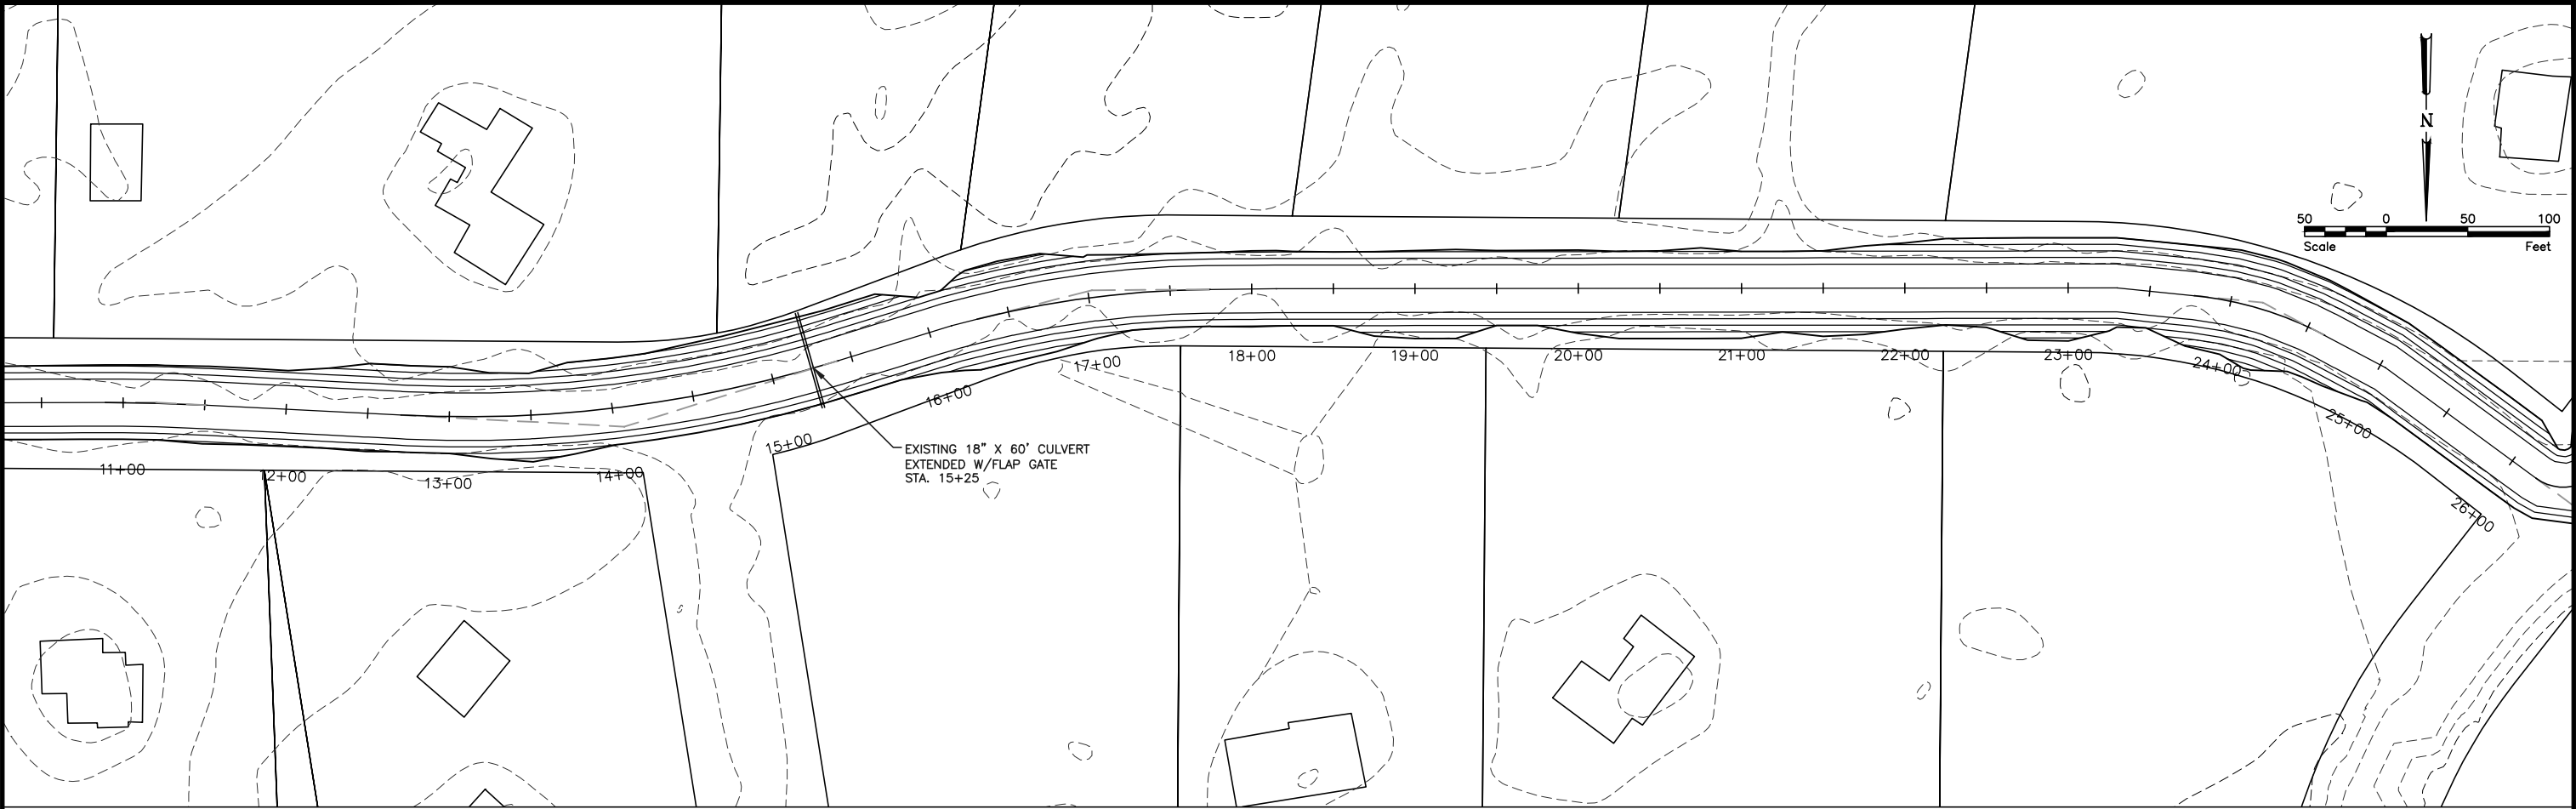 N
50 0 50 100
Scale Feet
11+00
12+00
13+00
14+00
15+00
16+00
17+00
18+00
19+00
20+00
21+00
22+00
23+00
24+00
25+00
26+00
EXISTING 18" X 60' CULVERT
EXTENDED W/FLAP GATE
STA. 15+25